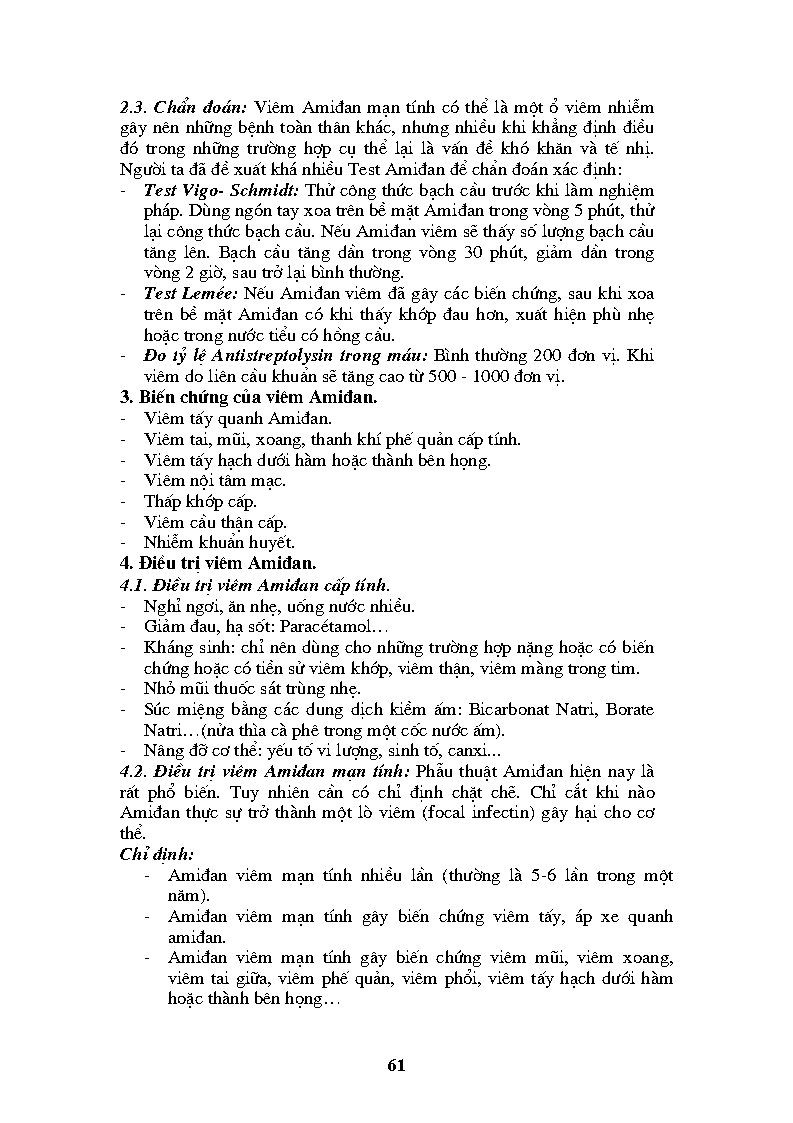 2.3. Chẩn đoán: Viêm Amiđan mạn tính có thể là một ổ viêm nhiễm
gây nên những bệnh toàn thân khác, nhưng nhiều khi khẳng định điều
đó trong những trường hợp cụ thể lại là vấn đề khó khăn và tế nhị.
Người ta đã đề xuất khá nhiều Test Amiđan để chẩn đoán xác định:
- Test Vigo- Schmidt: Thử công thức bạch cầu trước khi làm nghiệm
pháp. Dùng ngón tay xoa trên bề mặt Amiđan trong vòng 5 phút, thử
lại công thức bạch cầu. Nếu Amiđan viêm sẽ thấy số lượng bạch cầu
tăng lên. Bạch cầu tăng dần trong vòng 30 phút, giảm dần trong
vòng 2 giờ, sau trở lại bình thường.
- Test Lemée: Nếu Amiđan viêm đã gây các biến chứng, sau khi xoa
trên bề mặt Amiđan có khi thấy khớp đau hơn, xuất hiện phù nhẹ
hoặc trong nước tiểu có hồng cầu.
- Đo tỷ lệ Antistreptolysin trong máu: Bình thường 200 đơn vị. Khi
viêm do liên cầu khuẩn sẽ tăng cao từ 500 - 1000 đơn vị.
3. Biến chứng của viêm Amiđan.
- Viêm tấy quanh Amiđan.
- Viêm tai, mũi, xoang, thanh khí phế quản cấp tính.
- Viêm tấy hạch dưới hàm hoặc thành bên họng.
- Viêm nội tâm mạc.
- Thấp khớp cấp.
- Viêm cầu thận cấp.
- Nhiễm khuẩn huyết.
4. Điều trị viêm Amiđan.
4.1. Điều trị viêm Amiđan cấp tính.
- Nghỉ ngơi, ăn nhẹ, uống nước nhiều.
- Giảm đau, hạ sốt: Paracétamol…
- Kháng sinh: chỉ nên dùng cho những trường hợp nặng hoặc có biến
chứng hoặc có tiền sử viêm khớp, viêm thận, viêm màng trong tim.
- Nhỏ mũi thuốc sát trùng nhẹ.
- Súc miệng bằng các dung dịch kiềm ấm: Bicarbonat Natri, Borate
Natri…(nửa thìa cà phê trong một cốc nước ấm).
- Nâng đỡ cơ thể: yếu tố vi lượng, sinh tố, canxi...
4.2. Điều trị viêm Amiđan mạn tính: Phẫu thuật Amiđan hiện nay là
rất phổ biến. Tuy nhiên cần có chỉ định chặt chẽ. Chỉ cắt khi nào
Amiđan thực sự trở thành một lò viêm (focal infectin) gây hại cho cơ
thể.
Chỉ định:
- Amiđan viêm mạn tính nhiều lần (thường là 5-6 lần trong một
năm).
- Amiđan viêm mạn tính gây biến chứng viêm tấy, áp xe quanh
amiđan.
- Amiđan viêm mạn tính gây biến chứng viêm mũi, viêm xoang,
viêm tai giữa, viêm phế quản, viêm phổi, viêm tấy hạch dưới hàm
hoặc thành bên họng…
61